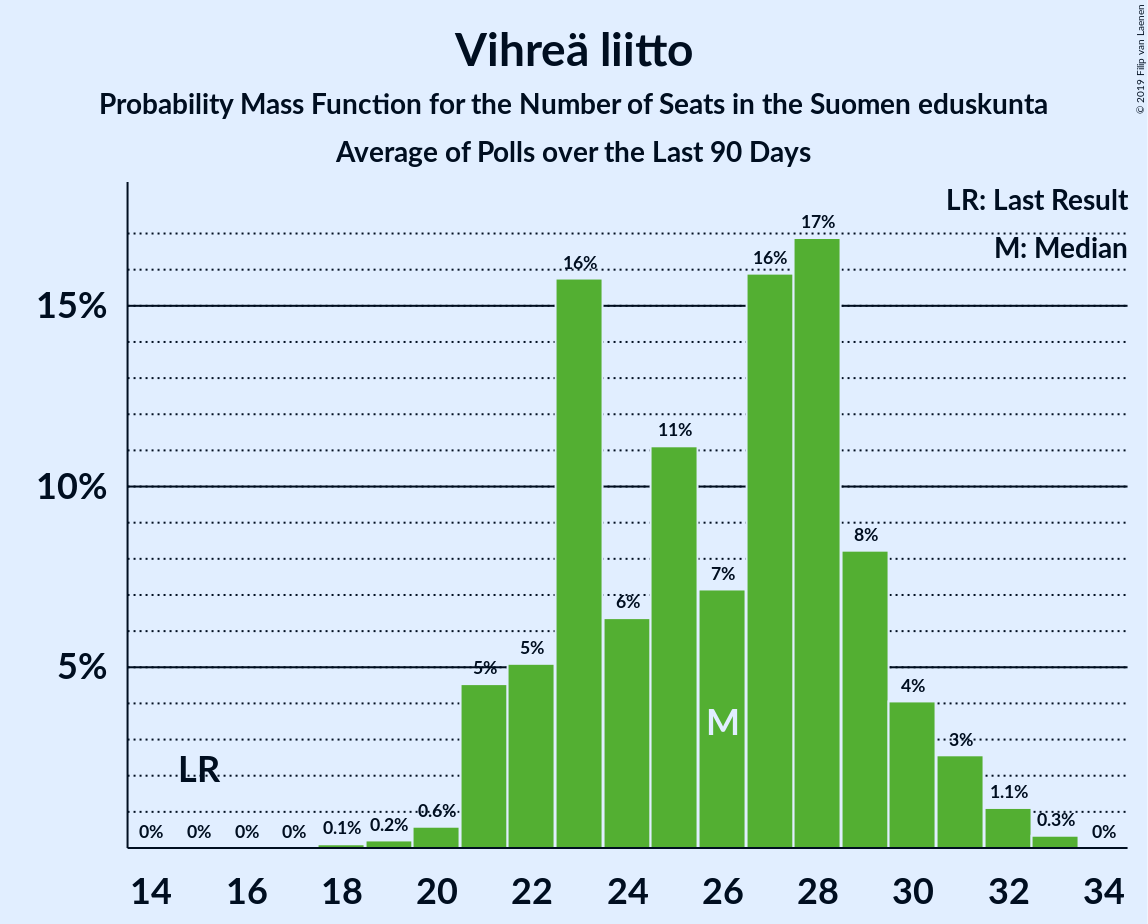 Vihreä liitto
Probability Mass Function for the Number of Seats in the Suomen eduskunta
Average of Polls over the Last 90 Days
© 2019 Filip van Laenen
LR: Last Result
M: Median
15%
10%
5%
0% 0% 0% 0% 0.1% 0.2% 0.6% 5% 5% 16% 6% 11% 7% 16% 17% 8% 4% 3% 1.1% 0.3% 0%
LR
M
14 16 18 20 22 24 26 28 30 32 34